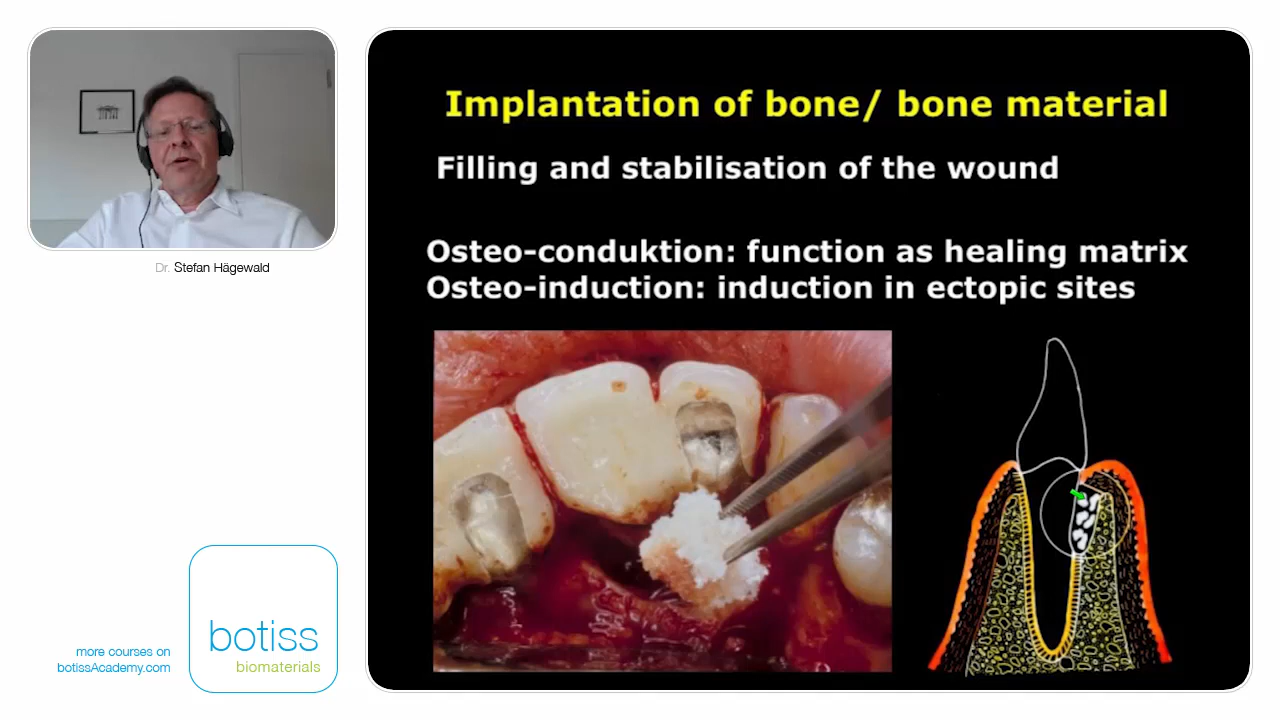 Implantation of bone/ bone material
Filling and stabilisation of the wound
Osteo-conduktion: function as healing matrix
Osteo-induction: induction in ectopic sites
Dr. Stefan Hägewald
more courses on
botissAcademy.com
botiss
biomaterials